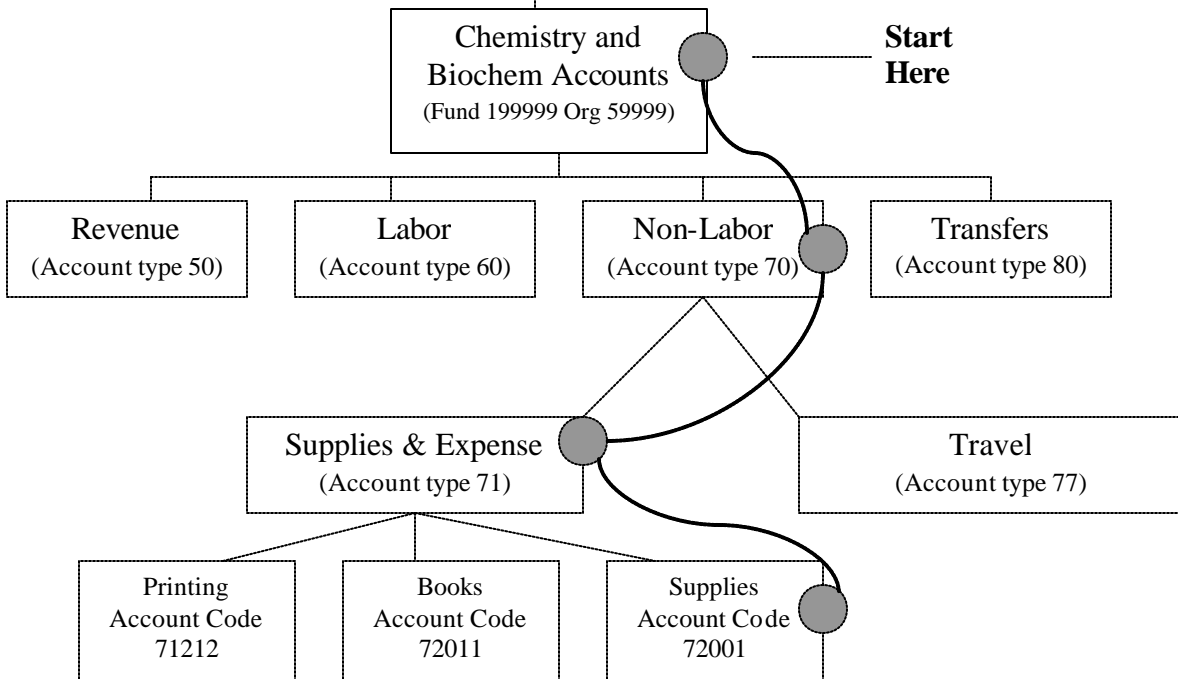 Chemistry and
Biochem Accounts
(Fund 199999 Org 59999)
Start
Here
Revenue
(Account type 50)
Labor
(Account type 60)
Non-Labor
(Account type 70)
Transfers
(Account type 80)
Supplies & Expense
(Account type 71)
Travel
(Account type 77)
Printing
Account Code
71212
Books
Account Code
72011
Supplies
Account Code
72001